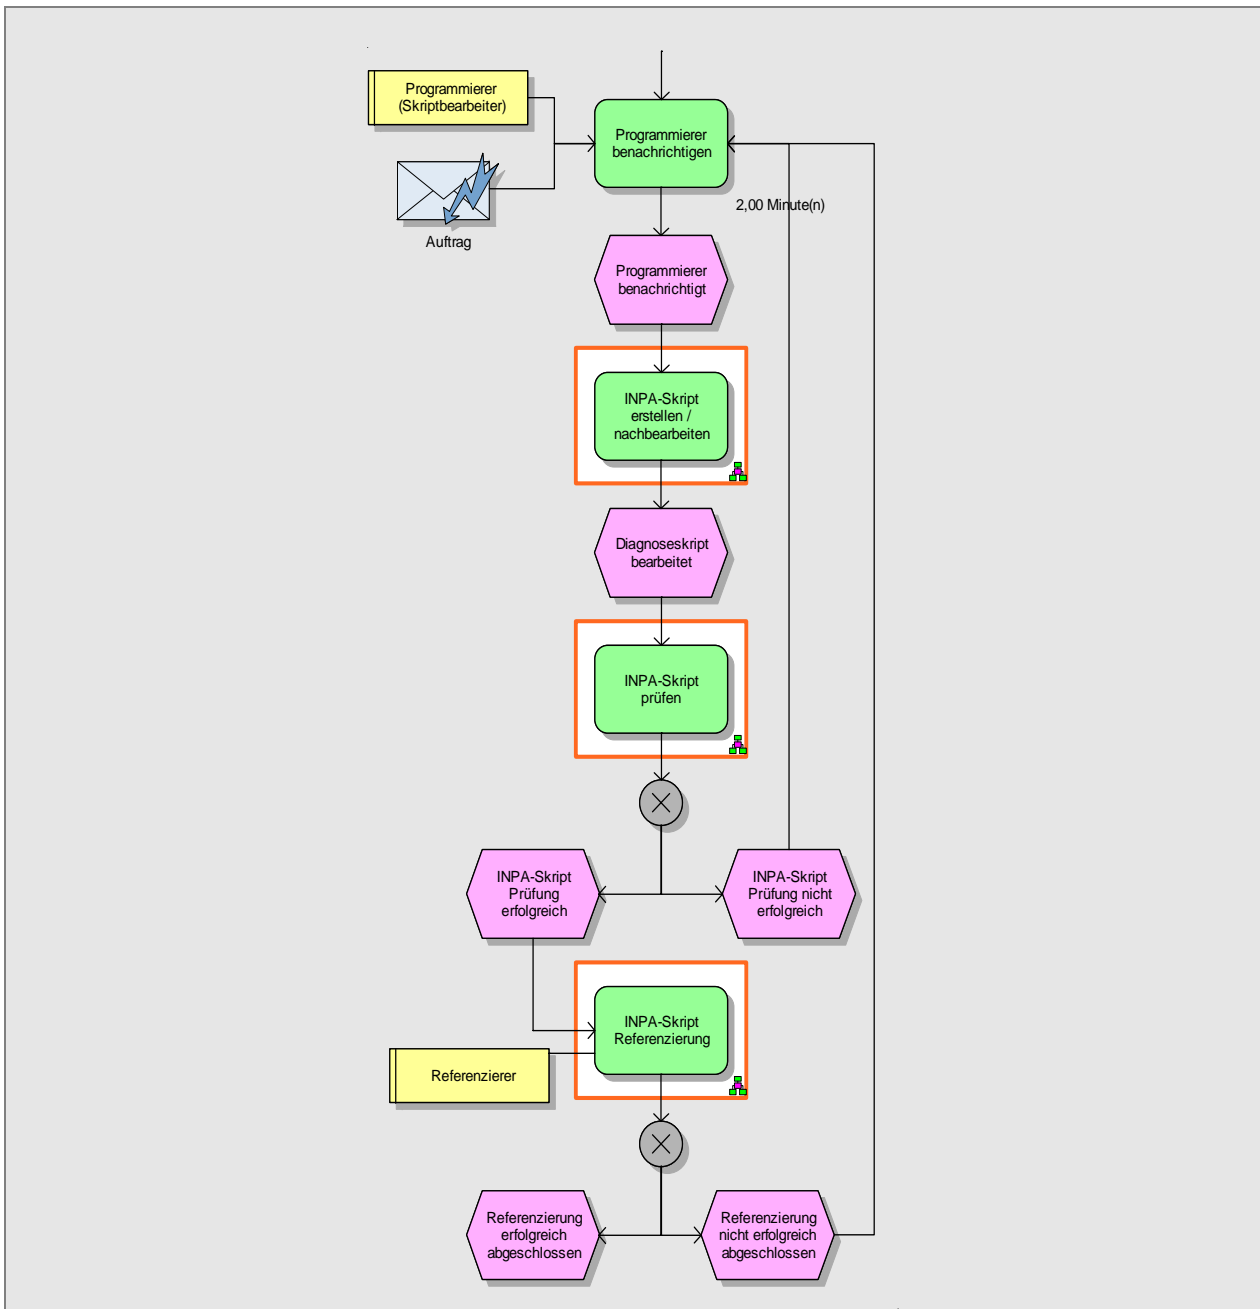 Programmierer
(Skriptbearbeiter)
Programmierer
benachrichtigen
2,00 Minute(n)
Auftrag
Programmierer
benachrichtigt
INPA-Skript
erstellen /
nachbearbeiten
Diagnoseskript
bearbeitet
INPA-Skript
prüfen
INPA-Skript
Prüfung
erfolgreich
INPA-Skript
Prüfung nicht
erfolgreich
INPA-Skript
Referenzierung
Referenzierer
Referenzierung
erfolgreich
abgeschlossen
Referenzierung
nicht erfolgreich
abgeschlossen